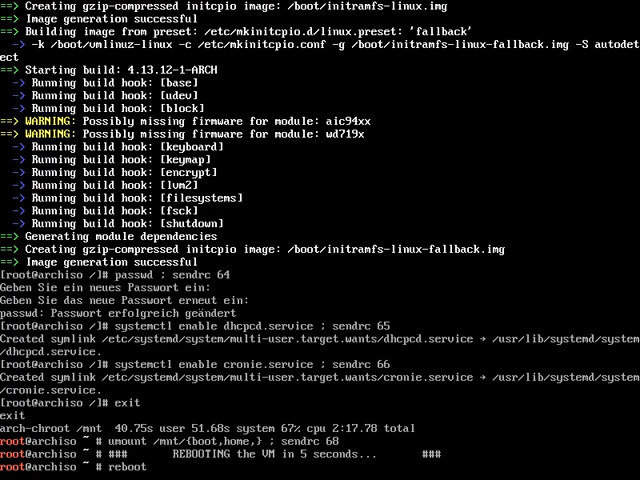 ==> Creating gzip-compressed initcpio image: /boot/initramfs-linux.img
==> Image generation successful
==> Building image from preset: /etc/mkinitcpio.d/linux.preset: 'fallback'
  -> -k /boot/vmlinuz-linux -c /etc/mkinitcpio.conf -g /boot/initramfs-linux-fallback.img -S autodet
ect
==> Starting build: 4.13.12-1-ARCH
  -> Running build hook: [base]
  -> Running build hook: [udev]
  -> Running build hook: [block]
==> WARNING: Possibly missing firmware for module: aic94xx
==> WARNING: Possibly missing firmware for module: wd719x
  -> Running build hook: [keyboard]
  -> Running build hook: [keymap]
  -> Running build hook: [encrypt]
  -> Running build hook: [lvm2]
  -> Running build hook: [filesystems]
  -> Running build hook: [fsck]
  -> Running build hook: [shutdown]
==> Generating module dependencies
==> Creating gzip-compressed initcpio image: /boot/initramfs-linux-fallback.img
==> Image generation successful
[root@archiso /]# passwd ; sendrc 64
Geben Sie ein neues Passwort ein:
Geben Sie das neue Passwort erneut ein:
passwd: Passwort erfolgreich geändert
[root@archiso /]# systemctl enable dhcpcd.service ; sendrc 65
Created symlink /etc/systemd/system/multi-user.target.wants/dhcpcd.service → /usr/lib/systemd/system
/dhcpcd.service.
[root@archiso /]# systemctl enable cronie.service ; sendrc 66
Created symlink /etc/systemd/system/multi-user.target.wants/cronie.service → /usr/lib/systemd/system
/cronie.service.
[root@archiso /]# exit
exit
arch-chroot /mnt  40.75s user 51.68s system 67% cpu 2:17.78 total
root@archiso ~ # umount /mnt/{boot,home,} ; sendrc 68
root@archiso ~ # ###       REBOOTING the VM in 5 seconds...       ###
root@archiso ~ # reboot